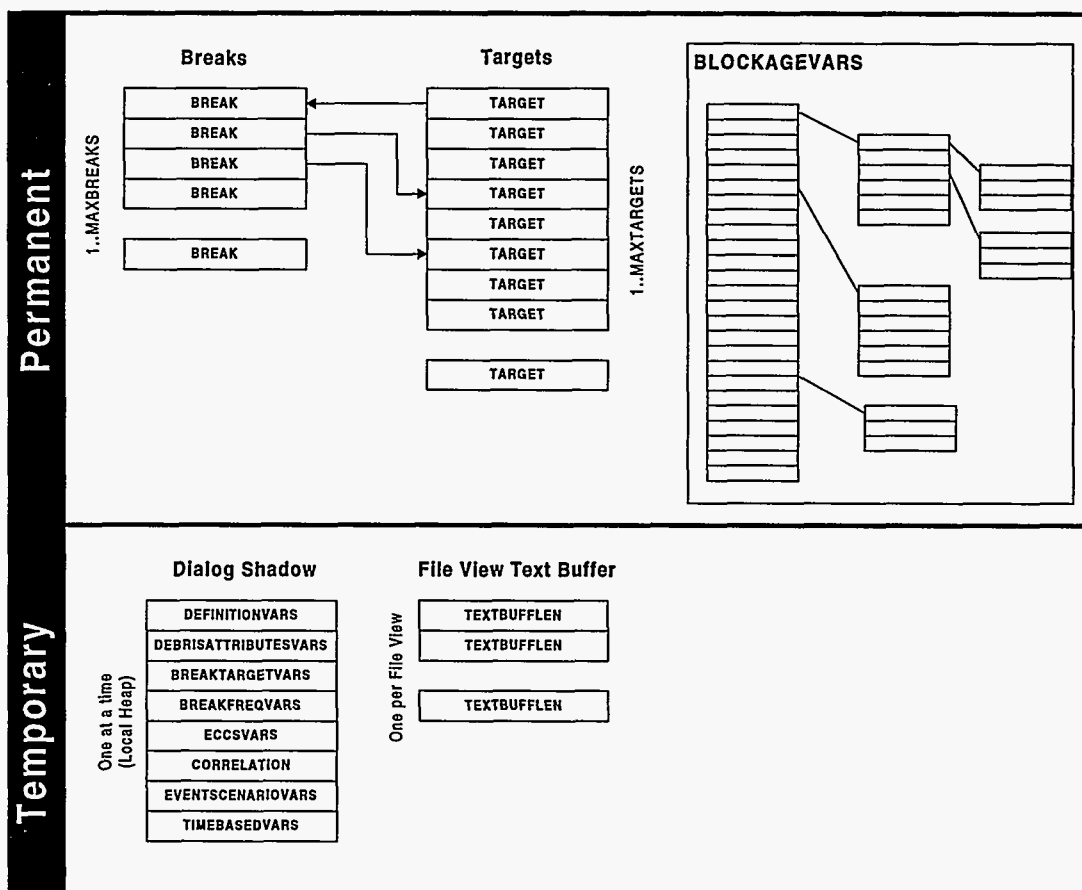 Permanent
Breaks
BREAK
BREAK
BREAK
BREAK
BREAK
1..MAXBREAKS
Targets
TARGET
TARGET
TARGET
TARGET
TARGET
TARGET
TARGET
TARGET
TARGET
1..MAXTARGETS
BLOCKAGEVARS
Temporary
Dialog Shadow
One at a time
(Local Heap)
DEFINITIONVARS
DEBRISATTRIBUTESVARS
BREAKTARGETVARS
BREAKFREQVARS
ECCSVARS
CORRELATION
EVENTSCENARIOVARS
TIMEBASEDVARS
File View Text Buffer
One per File View
TEXTBUFFLEN
TEXTBUFFLEN
TEXTBUFFLEN